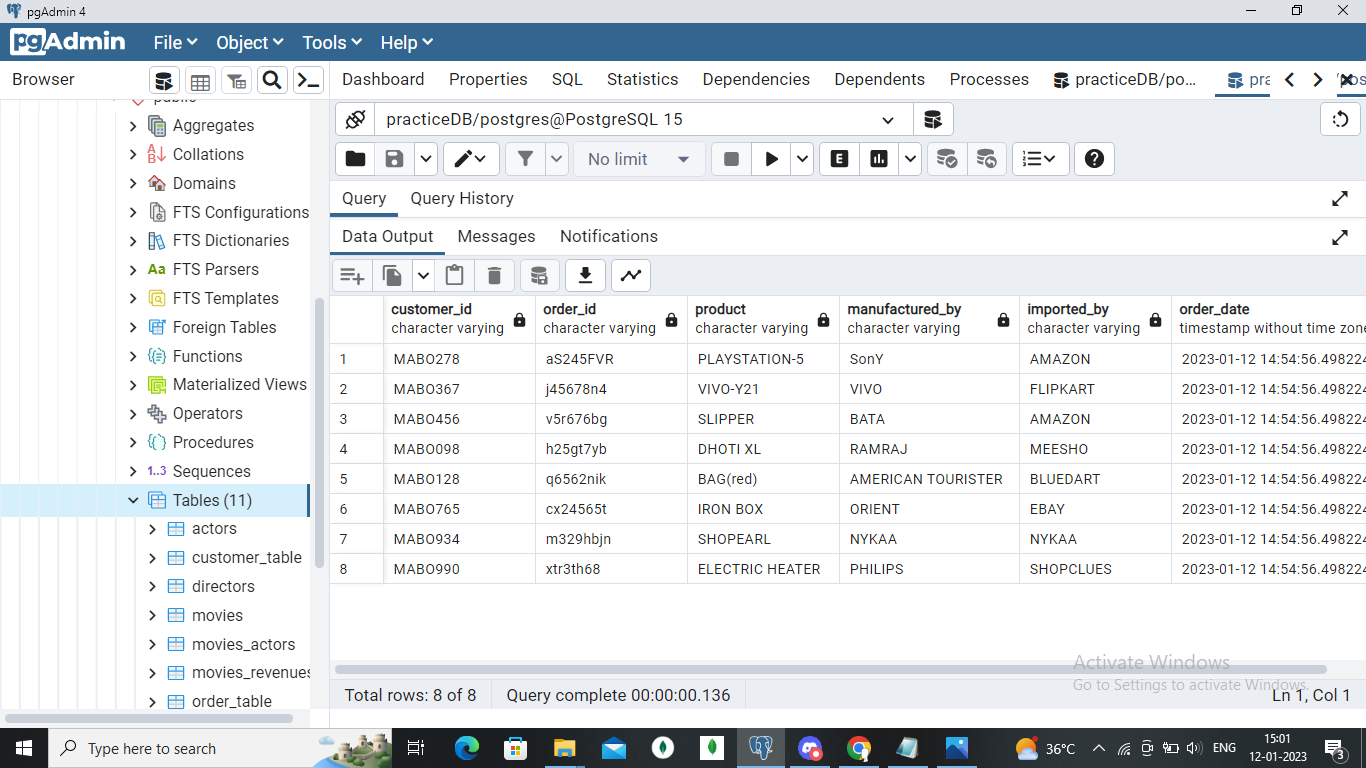 pgAdmin 4
pgAdmin File Object Tools Help
Browser Dashboard Properties SQL Statistics Dependencies Dependents Processes practiceDB/po... pra
public
Aggregates
Collations
Domains
FTS Configurations
FTS Dictionaries
Aa FTS Parsers
FTS Templates
Foreign Tables
Functions
Materialized Views
Operators
Procedures
1..3 Sequences
Tables (11)
actors
customer_table
directors
movies
movies_actors
movies_revenues
order_table
practiceDB/postgres@PostgreSQL 15
No limit E
Query Query History
Data Output Messages Notifications
customer_id order_id product manufactured_by imported_by order_date
character varying character varying character varying character varying character varying timestamp without time zone
1 MABO278 aS245FVR PLAYSTATION-5 SonY AMAZON 2023-01-12 14:54:56.498224
2 MABO367 j45678n4 VIVO-Y21 VIVO FLIPKART 2023-01-12 14:54:56.498224
3 MABO456 v5r676bg SLIPPER BATA AMAZON 2023-01-12 14:54:56.498224
4 MABO098 h25gt7yb DHOTI XL RAMRAJ MEESHO 2023-01-12 14:54:56.498224
5 MABO128 q6562nik BAG(red) AMERICAN TOURISTER BLUEDART 2023-01-12 14:54:56.498224
6 MABO765 cx24565t IRON BOX ORIENT EBAY 2023-01-12 14:54:56.498224
7 MABO934 m329hbjn SHOPEARL NYKAA NYKAA 2023-01-12 14:54:56.498224
8 MABO990 xtr3th68 ELECTRIC HEATER PHILIPS SHOPCLUES 2023-01-12 14:54:56.498224
Activate Windows
Go to Settings to activate Windows.
Total rows: 8 of 8 Query complete 00:00:00.136 Ln 1, Col 1
Type here to search 36°C ENG 15:01
12-01-2023 3